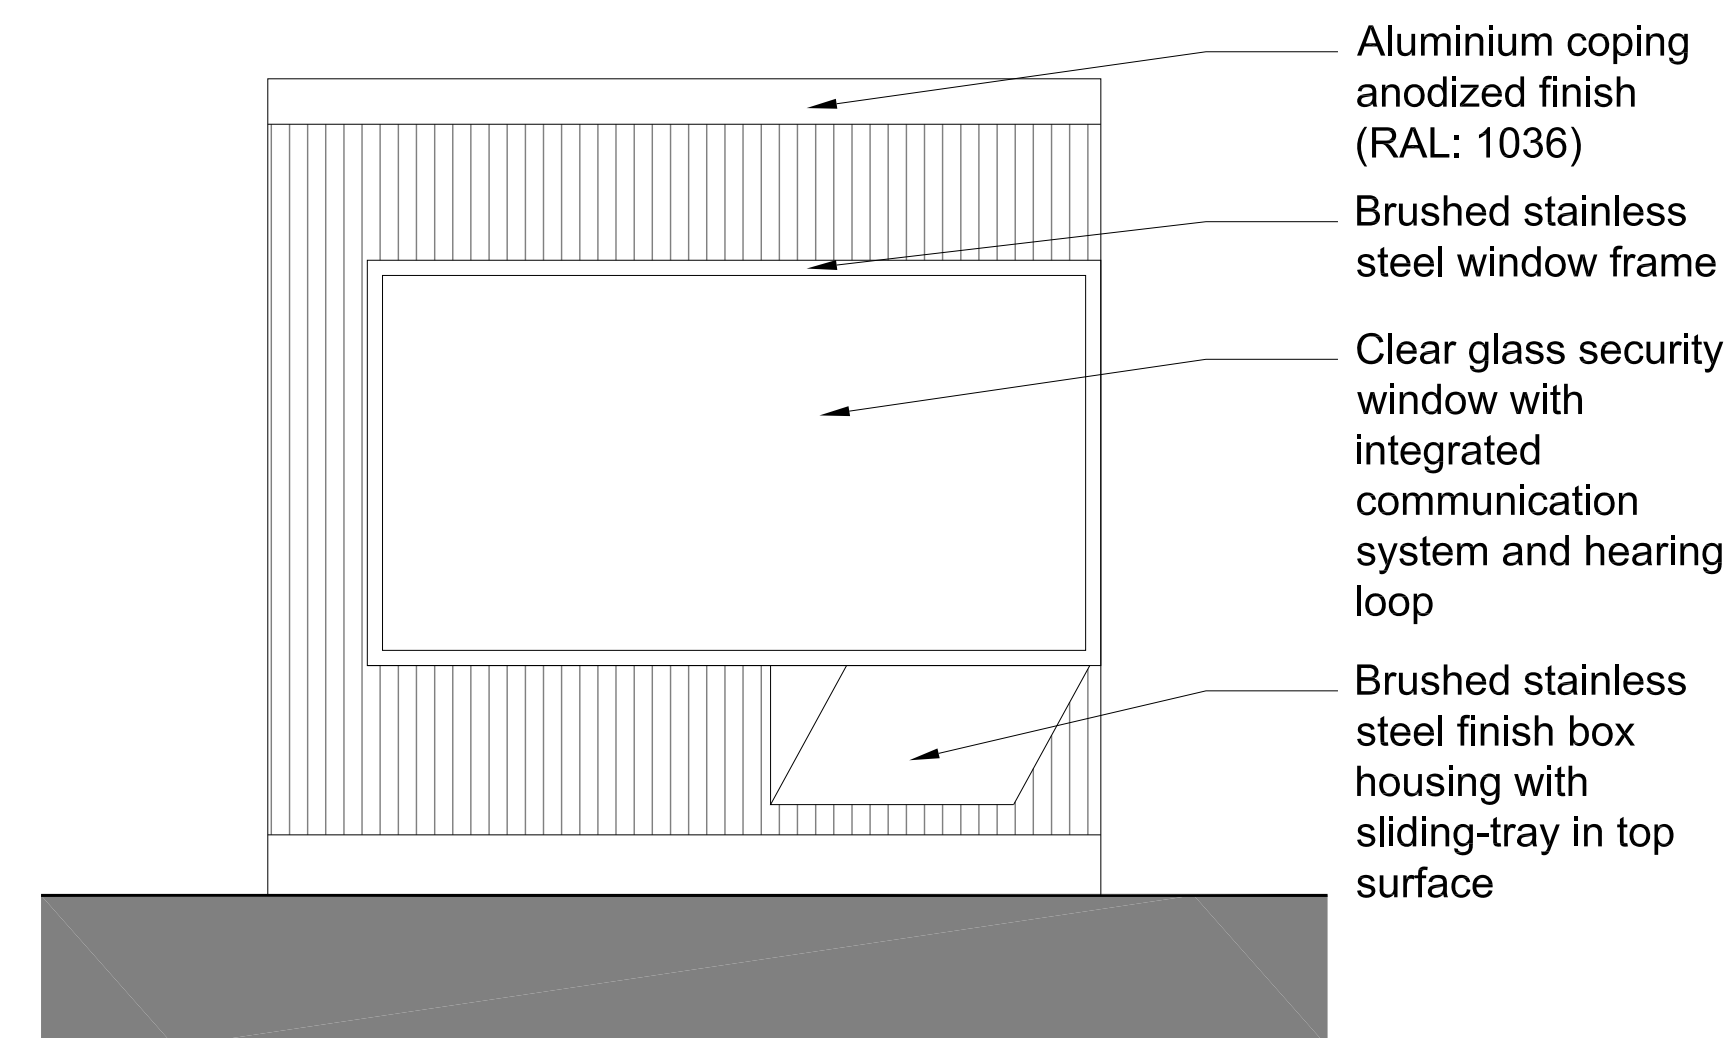 Aluminium coping
anodized finish
(RAL: 1036)
Brushed stainless
steel window frame
Clear glass security
window with
integrated
communication
system and hearing
loop
Brushed stainless
steel finish box
housing with
sliding-tray in top
surface